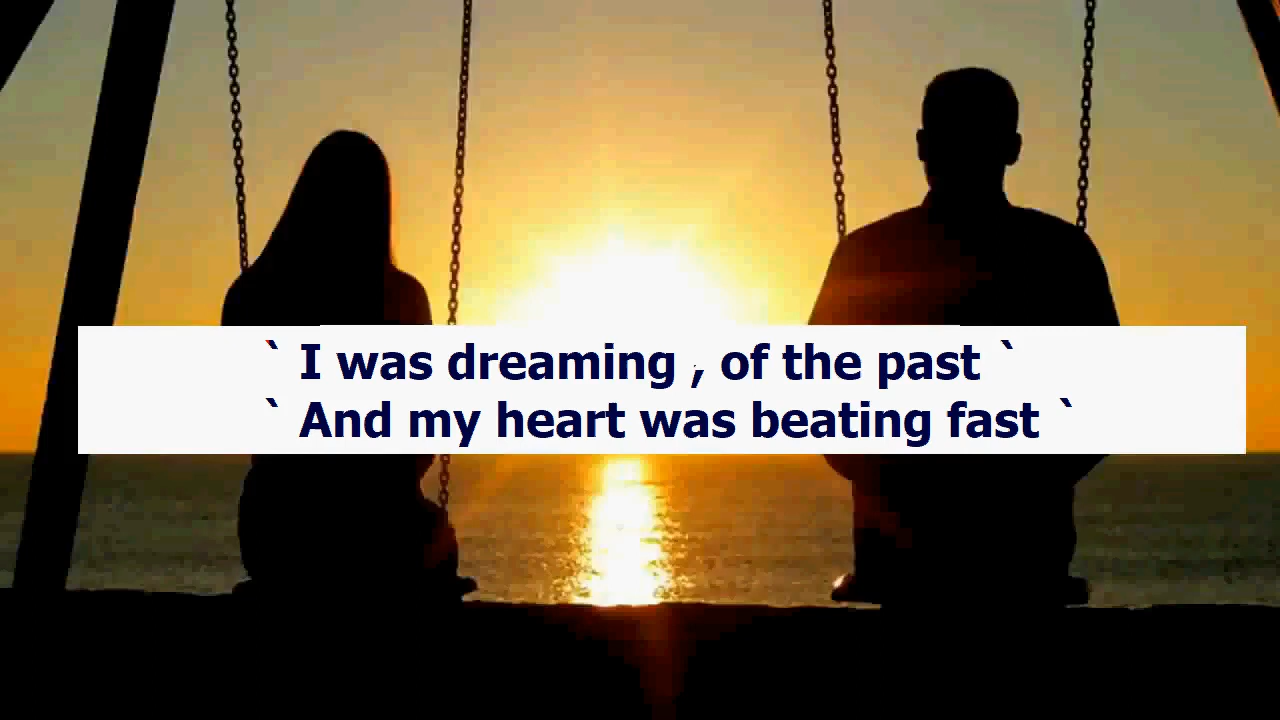 ` I was dreaming , of the past `
` And my heart was beating fast `